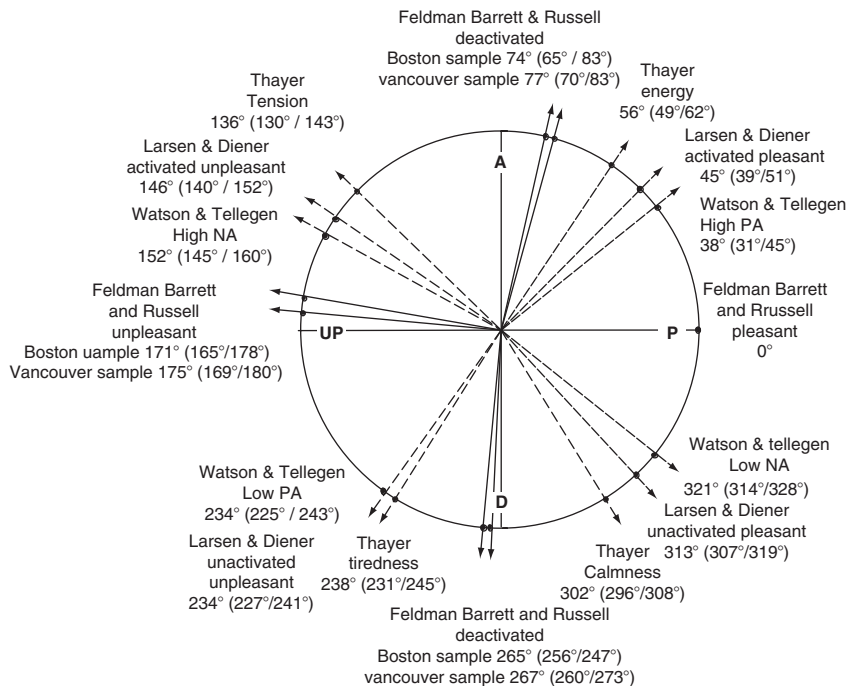 Feldman Barrett & Russell
deactivated
Boston sample 74° (65° / 83°)
vancouver sample 77° (70°/83°)
Thayer
energy
56° (49°/62°)
Larsen & Diener
activated pleasant
45° (39°/51°)
Watson & Tellegen
High PA
38° (31°/45°)
Feldman Barrett
and Rrussell
pleasant
0°
Thayer
Tension
136° (130° / 143°)
Larsen & Diener
activated unpleasant
146° (140° / 152°)
Watson & Tellegen
High NA
152° (145° / 160°)
Feldman Barrett
and Russell
unpleasant
Boston uample 171° (165°/178°)
Vancouver sample 175° (169°/180°)
A
UP
P
D
Watson & Tellegen
Low PA
234° (225° / 243°)
Larsen & Diener
unactivated
unpleasant
234° (227°/241°)
Thayer
tiredness
238° (231°/245°)
Feldman Barrett and Russell
deactivated
Boston sample 265° (256°/247°)
vancouver sample 267° (260°/273°)
Thayer
Calmness
302° (296°/308°)
Watson & tellegen
Low NA
321° (314°/328°)
Larsen & Diener
unactivated pleasant
313° (307°/319°)